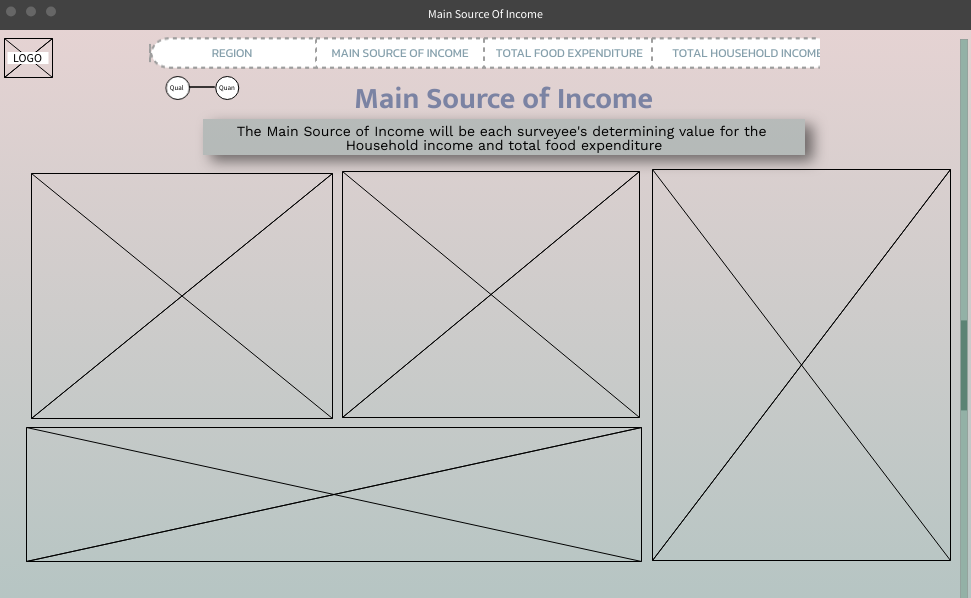 Main Source Of Income
LOGO
REGION
MAIN SOURCE OF INCOME
TOTAL FOOD EXPENDITURE
TOTAL HOUSEHOLD INCOME
Qual
Quan
Main Source of Income
The Main Source of Income will be each surveyee's determining value for the
Household income and total food expenditure